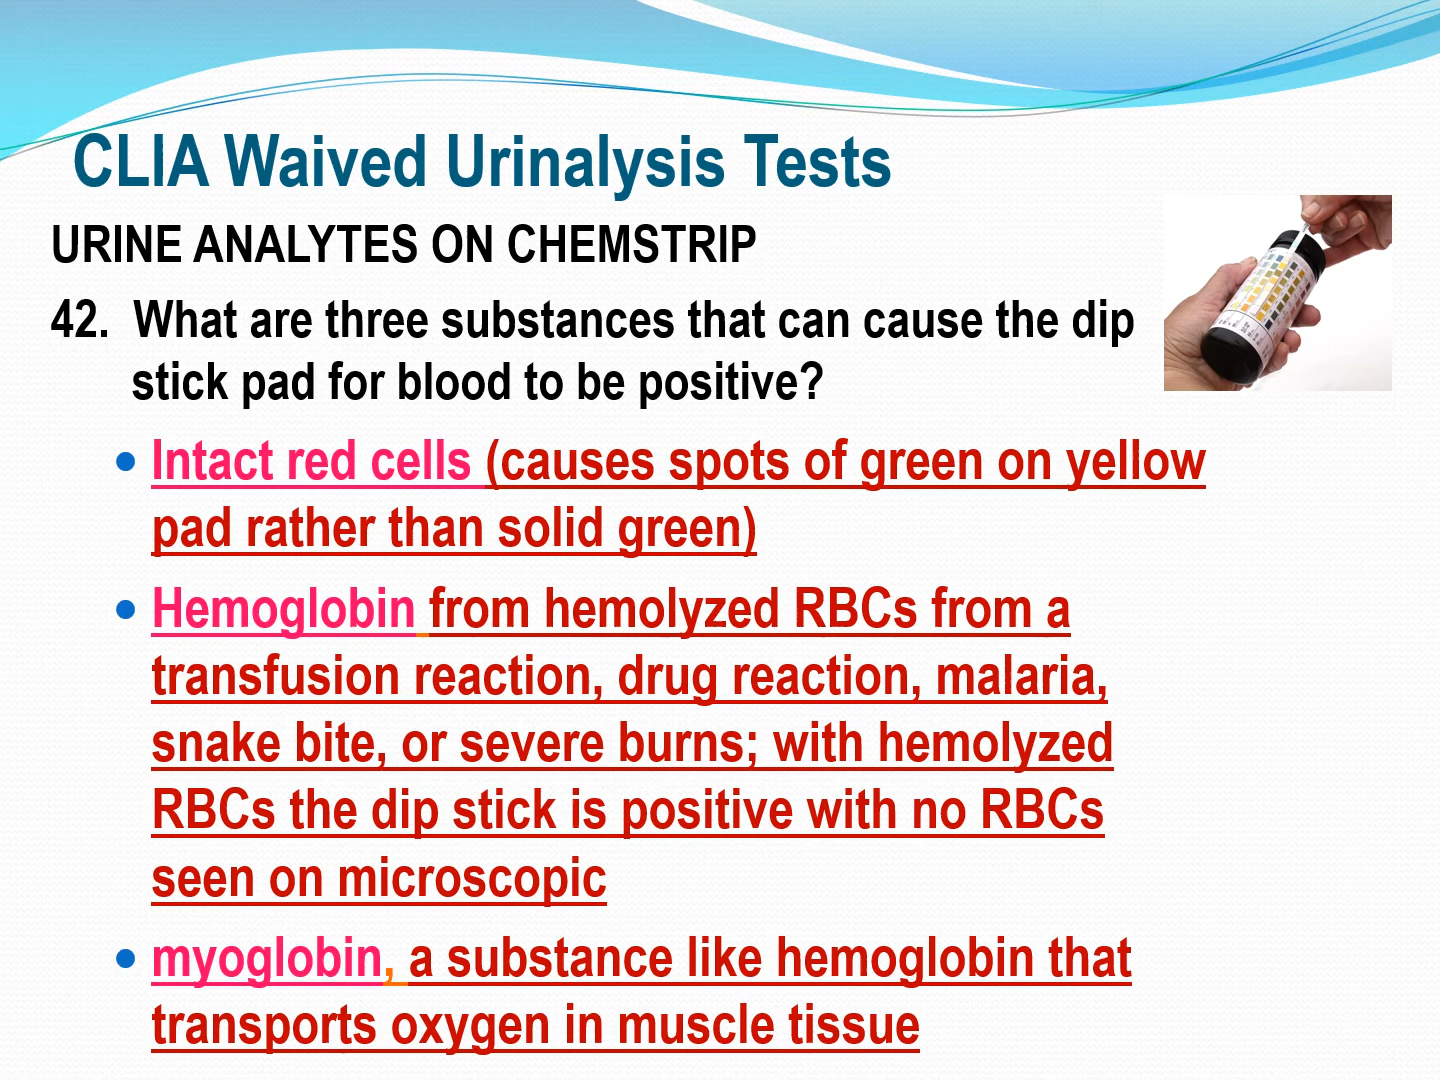 CLIA Waived Urinalysis Tests
URINE ANALYTES ON CHEMSTRIP
42. What are three substances that can cause the dip
stick pad for blood to be positive?
• Intact red cells (causes spots of green on yellow
pad rather than solid green)
• Hemoglobin from hemolyzed RBCs from a
transfusion reaction, drug reaction, malaria,
snake bite, or severe burns; with hemolyzed
RBCs the dip stick is positive with no RBCs
seen on microscopic
• myoglobin, a substance like hemoglobin that
transports oxygen in muscle tissue